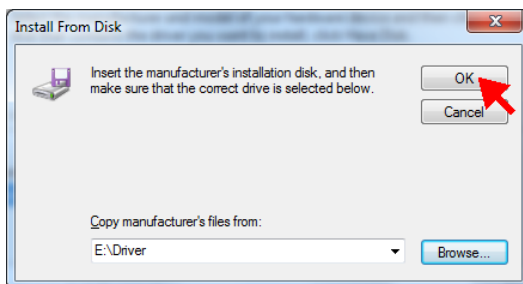 Install From Disk
Insert the manufacturer's installation disk, and then
make sure that the correct drive is selected below.
OK
Cancel
Copy manufacturer's files from:
E:\Driver
Browse...